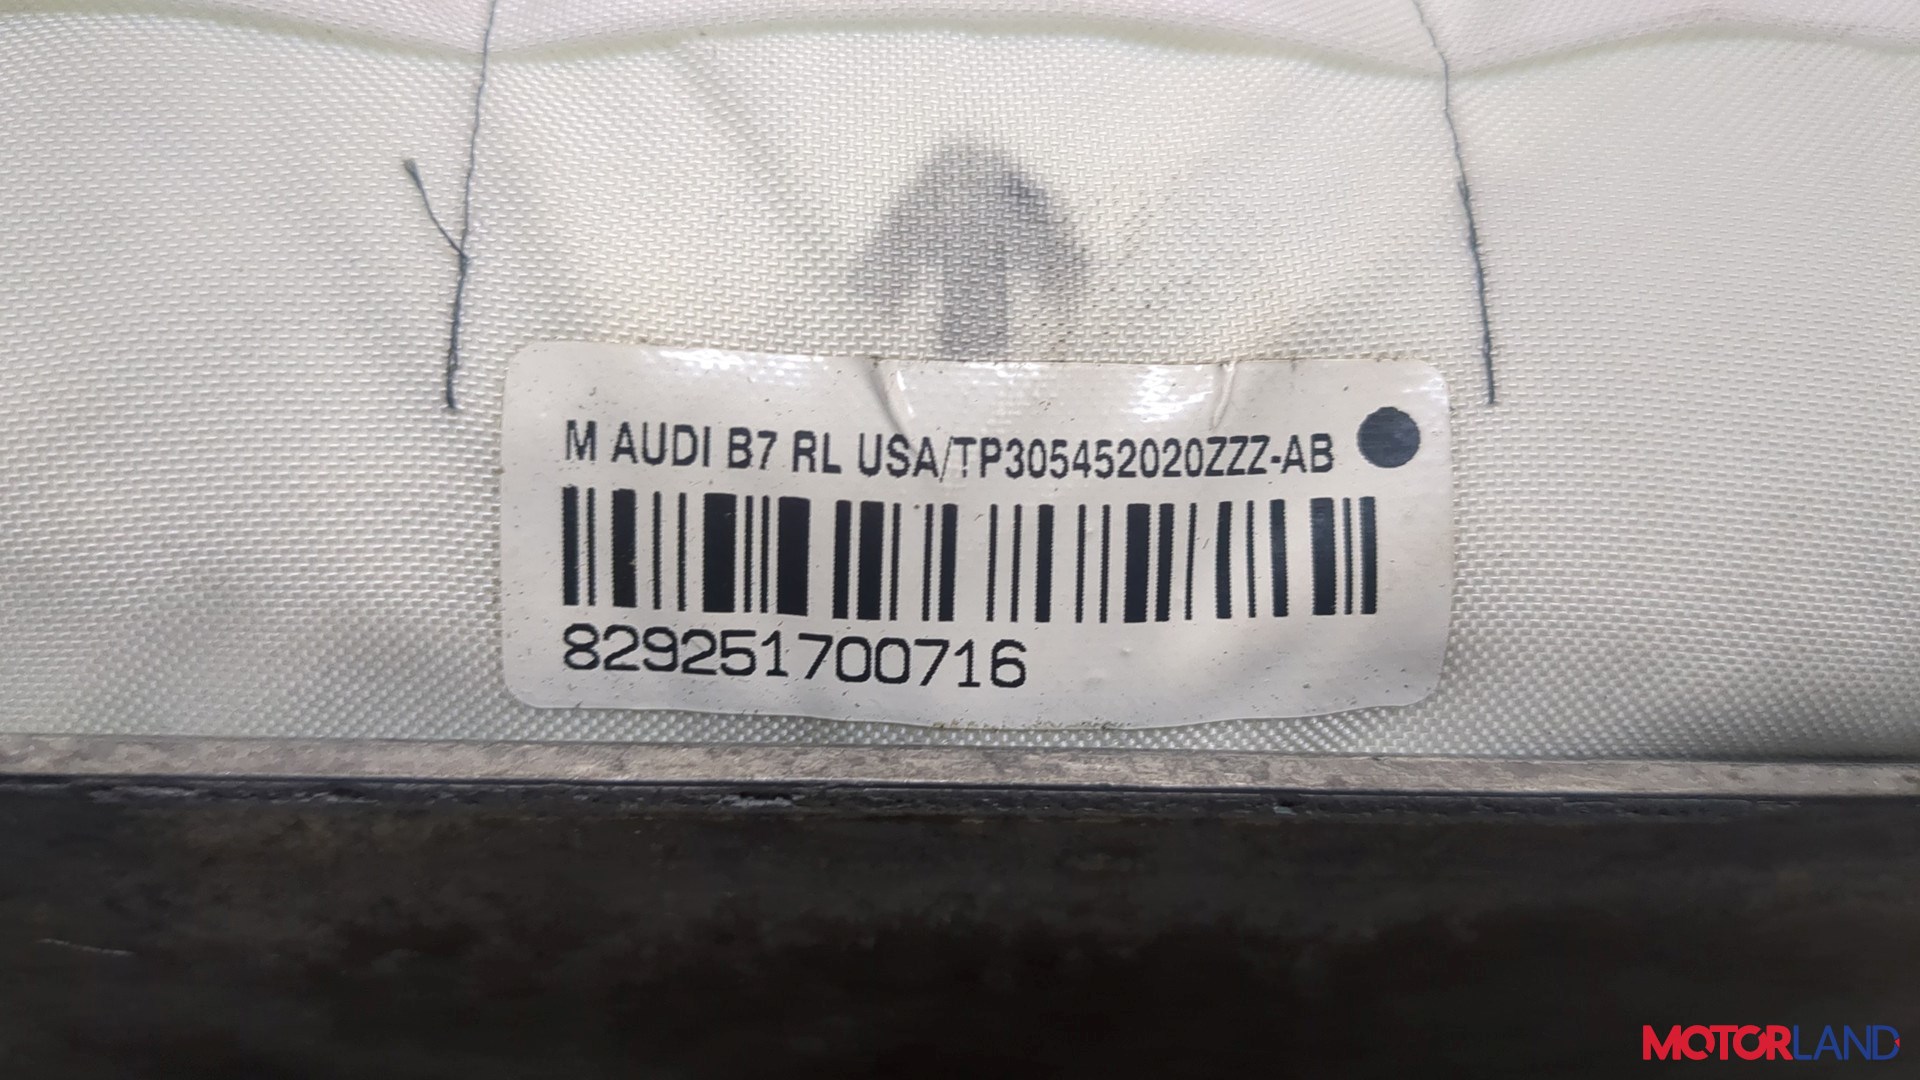 M AUDI B7 RL USA/TP305452020ZZZ-AB
829251700716
MOTORLAND